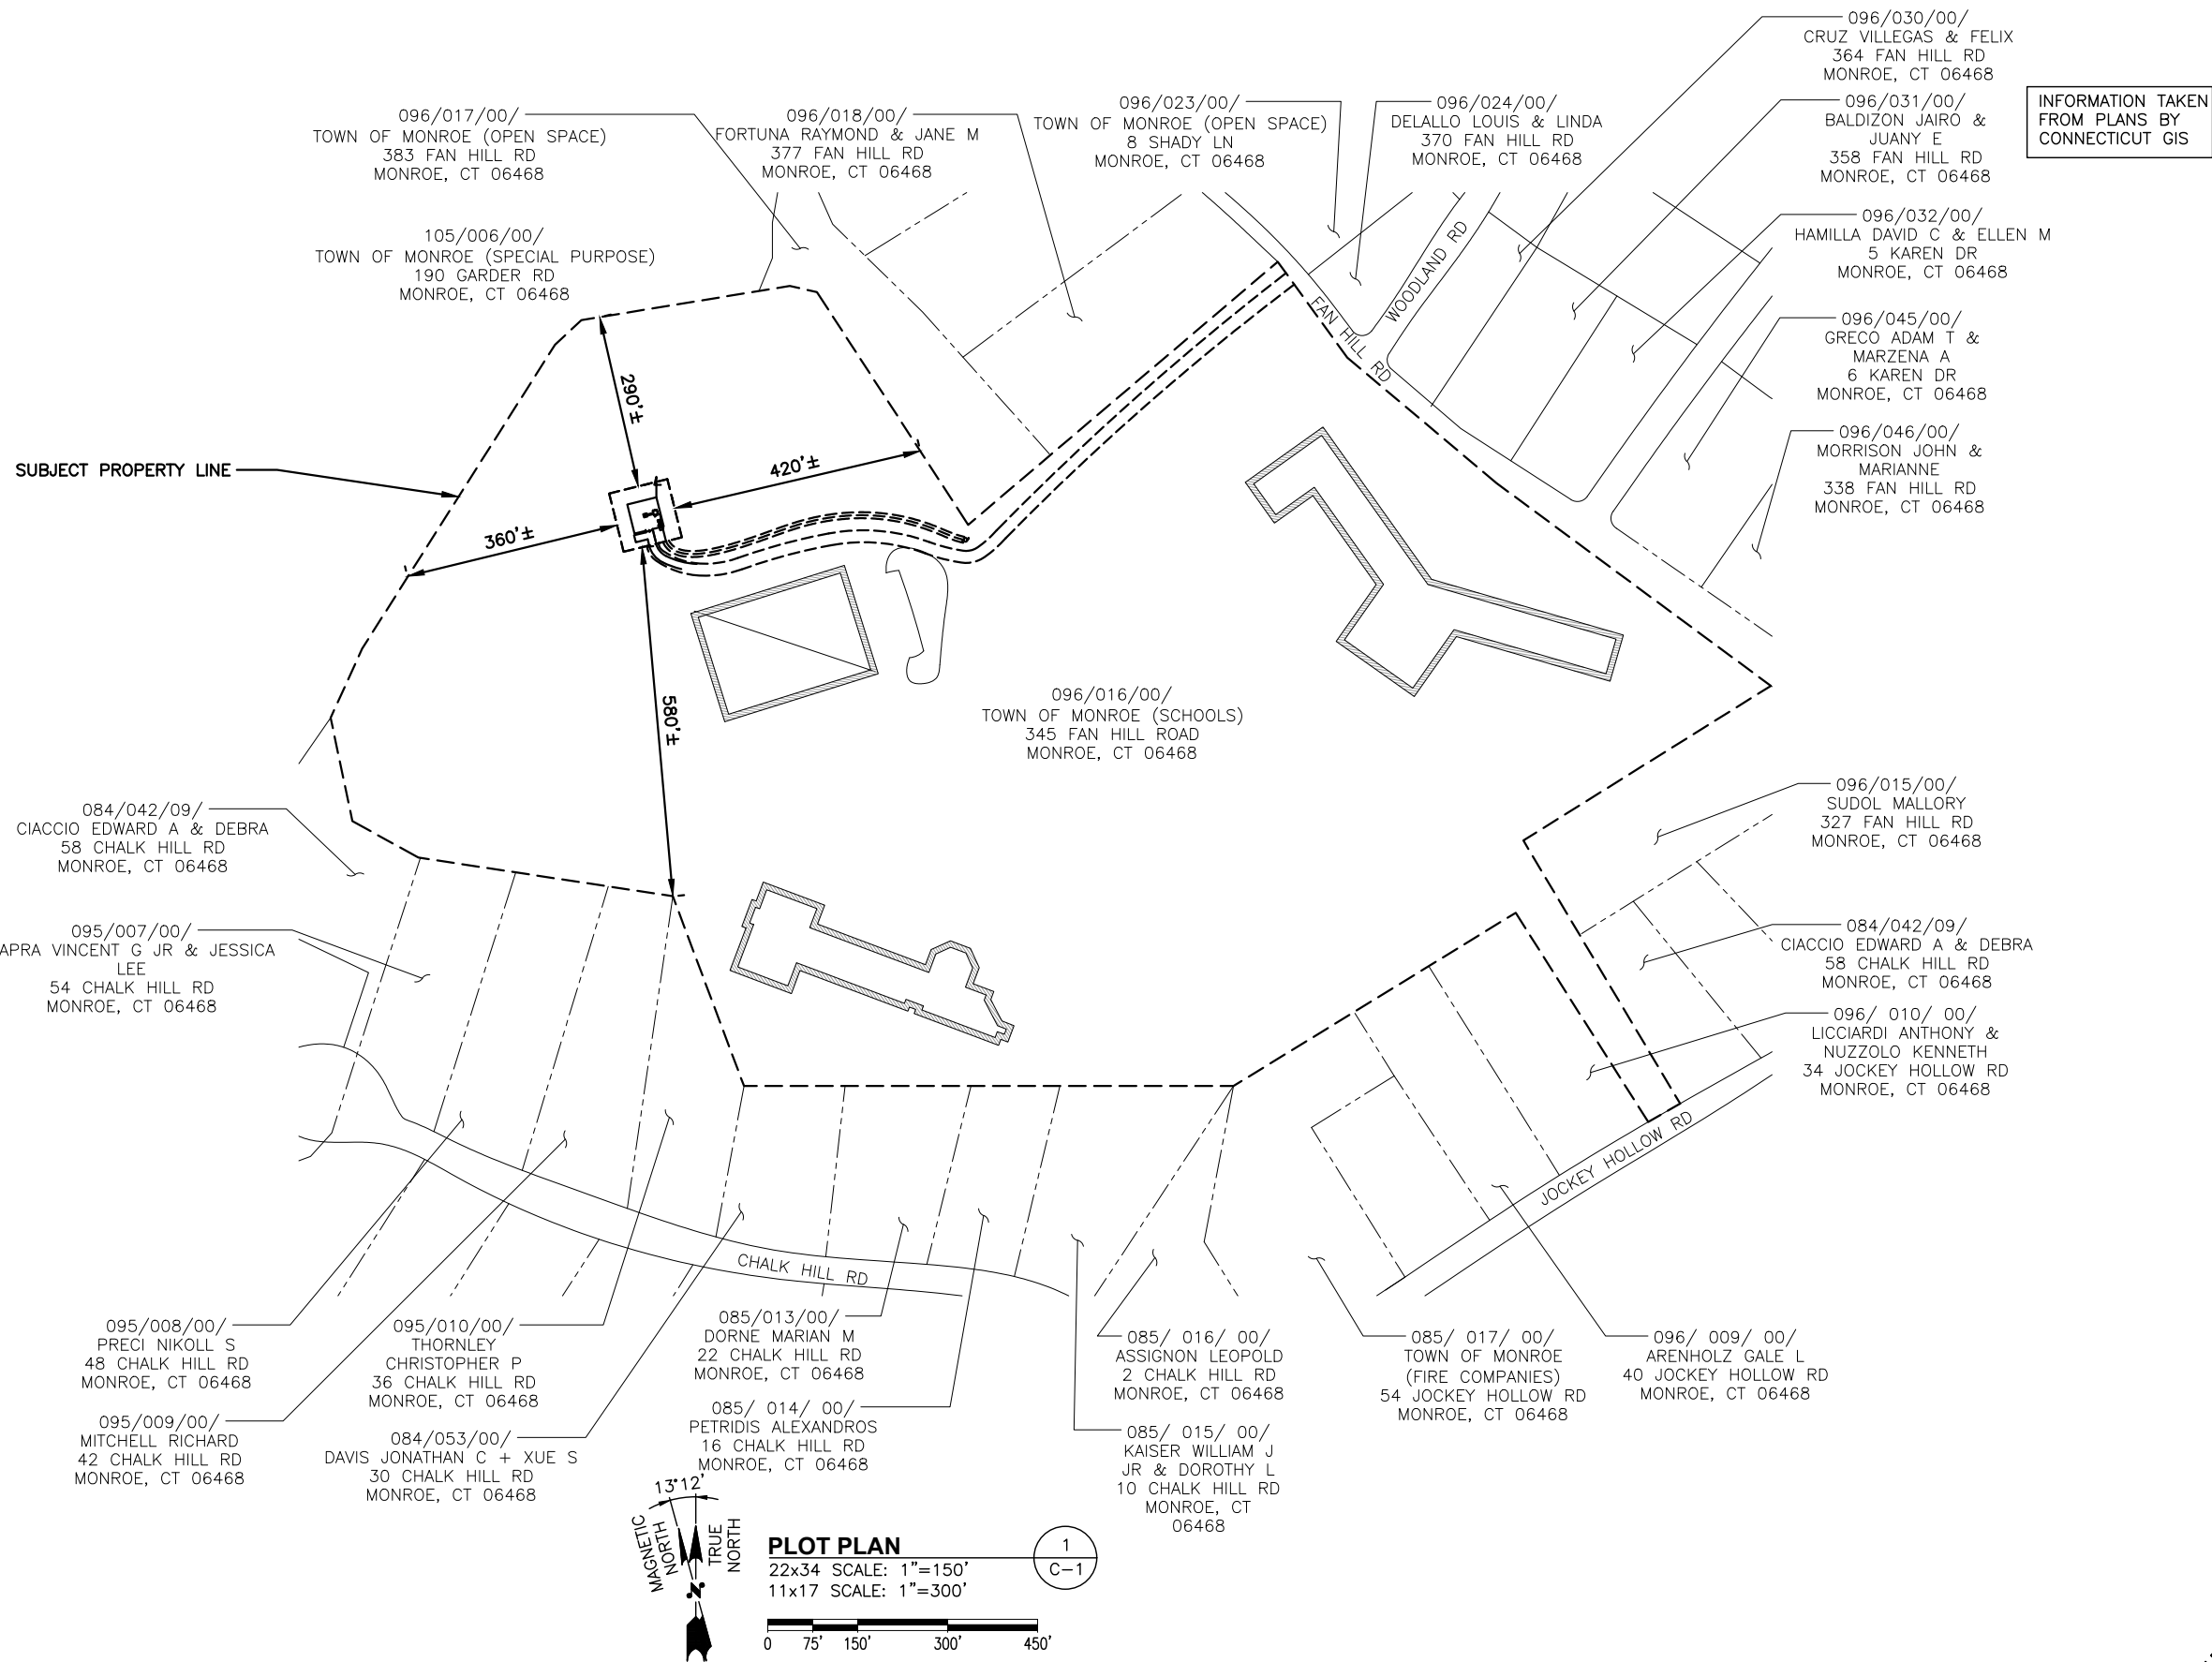 096/030/00/
CRUZ VILLEGAS & FELIX
364 FAN HILL RD
MONROE, CT 06468
INFORMATION TAKEN
FROM PLANS BY
CONNECTICUT GIS
096/017/00/
TOWN OF MONROE (OPEN SPACE)
383 FAN HILL RD
MONROE, CT 06468
096/018/00/
FORTUNA RAYMOND & JANE M
377 FAN HILL RD
MONROE, CT 06468
096/023/00/
TOWN OF MONROE (OPEN SPACE)
8 SHADY LN
MONROE, CT 06468
096/024/00/
DELALLO LOUIS & LINDA
370 FAN HILL RD
MONROE, CT 06468
096/031/00/
BALDIZON JAIRO &
JUANY E
358 FAN HILL RD
MONROE, CT 06468
105/006/00/
TOWN OF MONROE (SPECIAL PURPOSE)
190 GARDER RD
MONROE, CT 06468
096/032/00/
HAMILLA DAVID C & ELLEN M
5 KAREN DR
MONROE, CT 06468
WOODLAND RD
FAN HILL RD
096/045/00/
GRECO ADAM T &
MARZENA A
6 KAREN DR
MONROE, CT 06468
096/046/00/
MORRISON JOHN &
MARIANNE
338 FAN HILL RD
MONROE, CT 06468
SUBJECT PROPERTY LINE
290'±
420'±
360'±
580'±
096/016/00/
TOWN OF MONROE (SCHOOLS)
345 FAN HILL ROAD
MONROE, CT 06468
084/042/09/
CIACCIO EDWARD A & DEBRA
58 CHALK HILL RD
MONROE, CT 06468
096/015/00/
SUDOL MALLORY
327 FAN HILL RD
MONROE, CT 06468
095/007/00/
APRA VINCENT G JR & JESSICA
LEE
54 CHALK HILL RD
MONROE, CT 06468
084/042/09/
CIACCIO EDWARD A & DEBRA
58 CHALK HILL RD
MONROE, CT 06468
096/ 010/ 00/
LICCIARDI ANTHONY &
NUZZOLO KENNETH
34 JOCKEY HOLLOW RD
MONROE, CT 06468
JOCKEY HOLLOW RD
CHALK HILL RD
095/008/00/
PRECI NIKOLL S
48 CHALK HILL RD
MONROE, CT 06468
095/010/00/
THORNLEY
CHRISTOPHER P
36 CHALK HILL RD
MONROE, CT 06468
085/013/00/
DORNE MARIAN M
22 CHALK HILL RD
MONROE, CT 06468
085/ 016/ 00/
ASSIGNON LEOPOLD
2 CHALK HILL RD
MONROE, CT 06468
085/ 017/ 00/
TOWN OF MONROE
(FIRE COMPANIES)
54 JOCKEY HOLLOW RD
MONROE, CT 06468
096/ 009/ 00/
ARENHOLZ GALE L
40 JOCKEY HOLLOW RD
MONROE, CT 06468
095/009/00/
MITCHELL RICHARD
42 CHALK HILL RD
MONROE, CT 06468
084/053/00/
DAVIS JONATHAN C + XUE S
30 CHALK HILL RD
MONROE, CT 06468
085/ 014/ 00/
PETRIDIS ALEXANDROS
16 CHALK HILL RD
MONROE, CT 06468
085/ 015/ 00/
KAISER WILLIAM J
JR & DOROTHY L
10 CHALK HILL RD
MONROE, CT
06468
13°12'
MAGNETIC
NORTH
TRUE
NORTH
N
PLOT PLAN
22x34 SCALE: 1"=150'
11x17 SCALE: 1"=300'
1
C-1
0 75' 150' 300' 450'